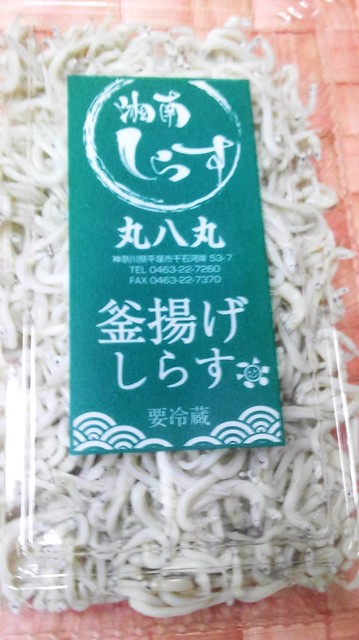 湘南
しらす
丸八丸
神奈川県平塚市千石河岸 53-7
TEL 0463-22-7260
FAX 0463-22-7370
釜揚げ
しらす
要冷蔵